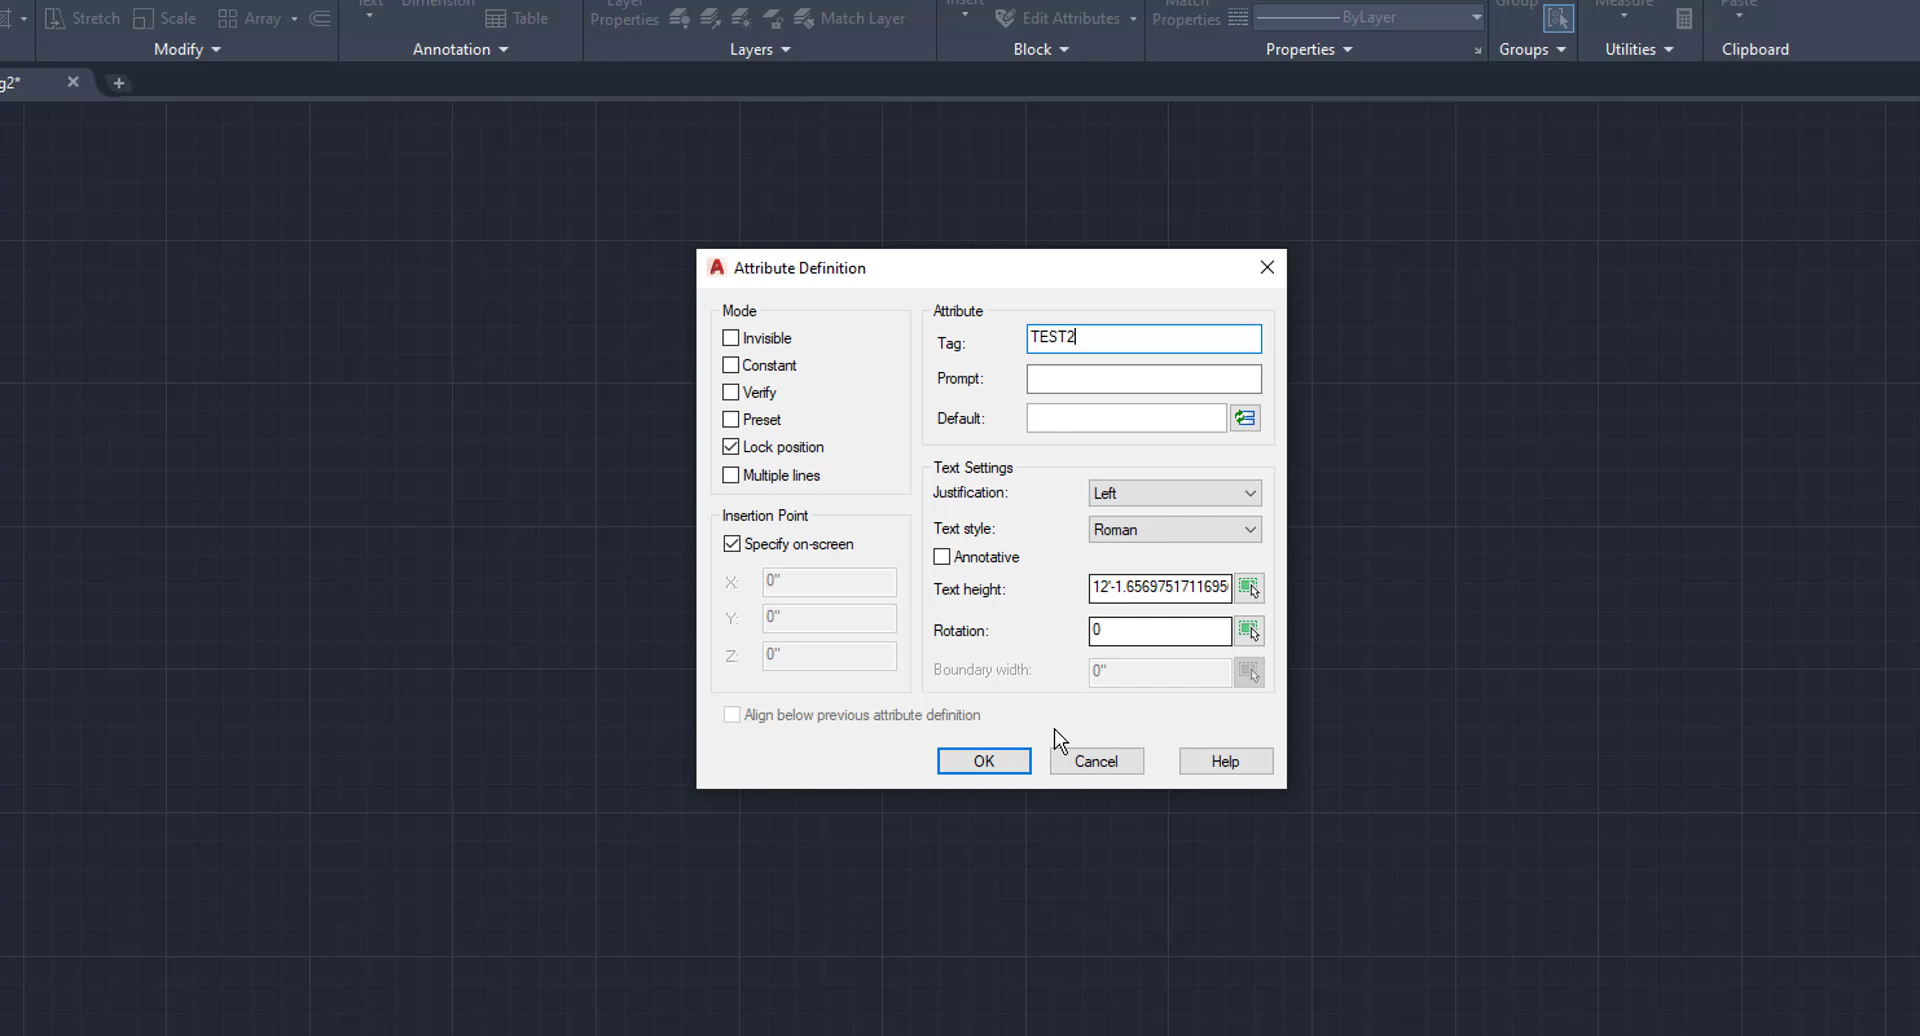 Stretch Scale Array Table Properties Match Layer Edit Attributes Properties ByLayer
Modify Annotation Layers Block Properties Groups Utilities Clipboard
g2*
Attribute Definition
Mode
Invisible
Constant
Verify
Preset
Lock position
Multiple lines
Insertion Point
Specify on-screen
X: 0"
Y: 0"
Z: 0"
Attribute
Tag: TEST2
Prompt:
Default:
Text Settings
Justification: Left
Text style: Roman
Annotative
Text height: 12'-1.6569751711695
Rotation: 0
Boundary width: 0"
Align below previous attribute definition
OK Cancel Help